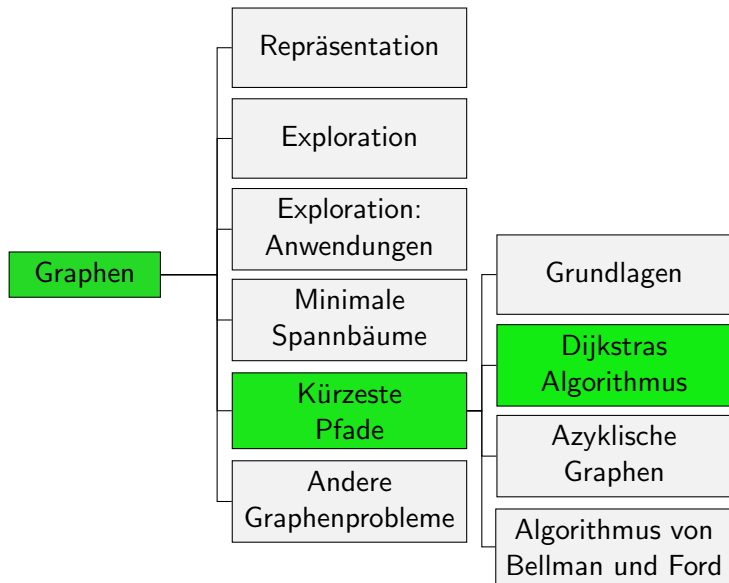 Graphen
Repräsentation
Exploration
Exploration:
Anwendungen
Minimale
Spannbäume
Kürzeste
Pfade
Andere
Graphenprobleme
Grundlagen
Dijkstras
Algorithmus
Azyklische
Graphen
Algorithmus von
Bellman und Ford